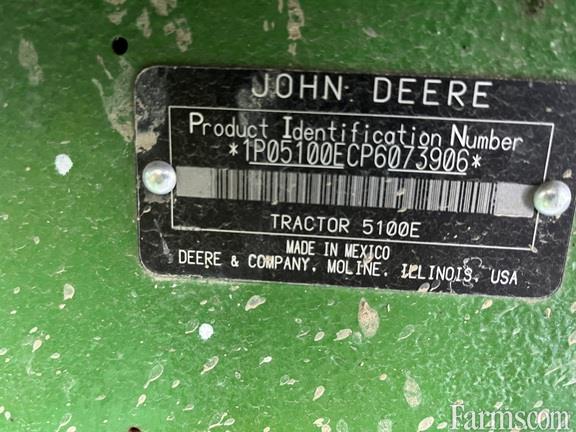 JOHN DEERE
Product Identification Number
*1P05100ECP6073906*
TRACTOR 5100E
MADE IN MEXICO
DEERE & COMPANY, MOLINE, ILLINOIS, USA
Farms.com